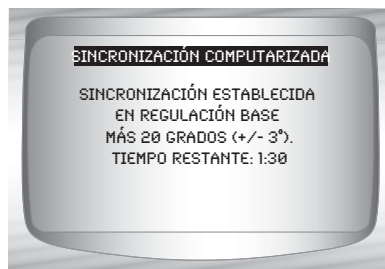 SINCRONIZACIÓN COMPUTARIZADA
SINCRONIZACIÓN ESTABLECIDA
EN REGULACIÓN BASE
MÁS 20 GRADOS (+/- 3°).
TIEMPO RESTANTE: 1:30